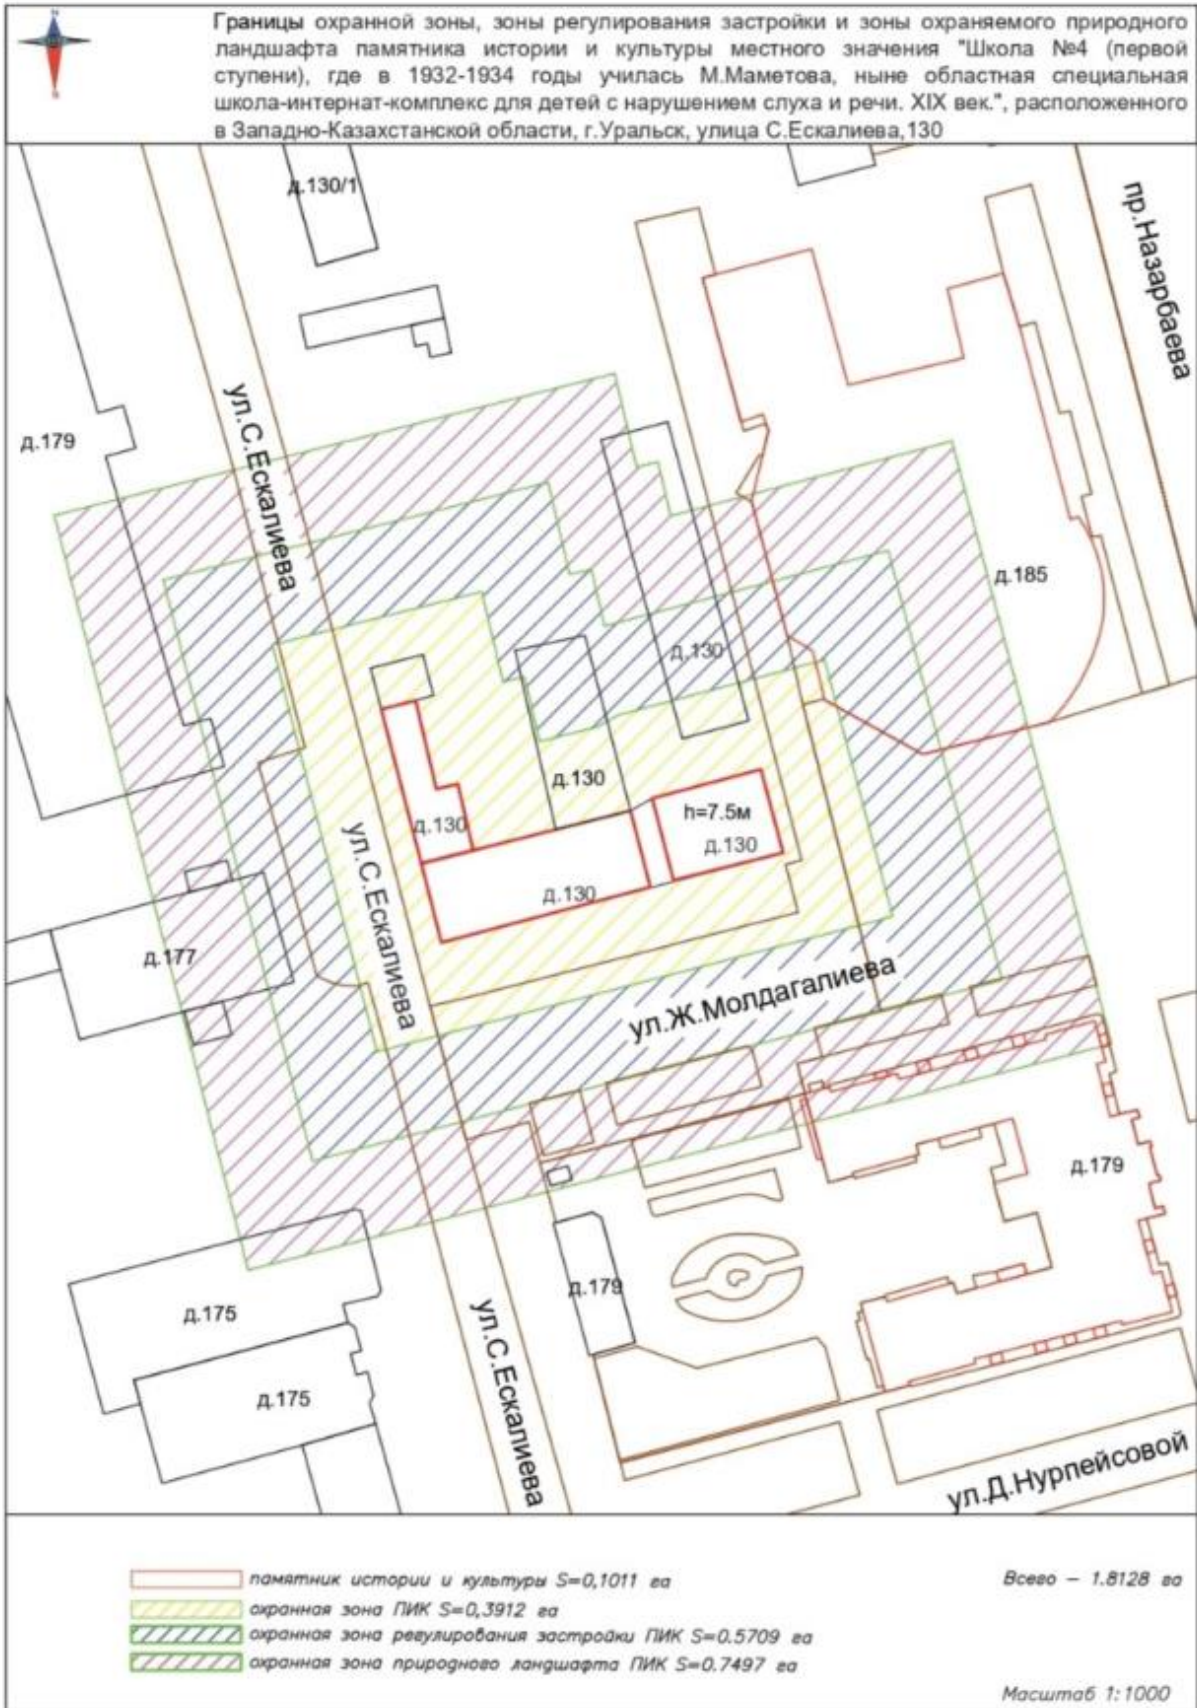 Границы охранной зоны, зоны регулирования застройки и зоны охраняемого природного
ландшафта памятника истории и культуры местного значения "Школа №4 (первой
ступени), где в 1932-1934 годы училась М.Маметова, ныне областная специальная
школа-интернат-комплекс для детей с нарушением слуха и речи. XIX век.", расположенного
в Западно-Казахстанской области, г.Уральск, улица С.Ескалиева,130
д.130/1
пр.Назарбаева
д.179
ул.С.Ескалиева
д.185
д.130
д.130
h=7.5м
д.130
д.130
д.130
ул.С.Ескалиева
д.177
ул.Ж.Молдагалиева
д.179
д.179
д.175
ул.С.Ескалиева
д.175
ул.Д.Нурпейсовой
памятник истории и культуры S=0,1011 га
Всего – 1.8128 га
охранная зона ПИК S=0,3912 га
охранная зона регулирования застройки ПИК S=0.5709 га
охранная зона природного ландшафта ПИК S=0.7497 га
Масштаб 1:1000